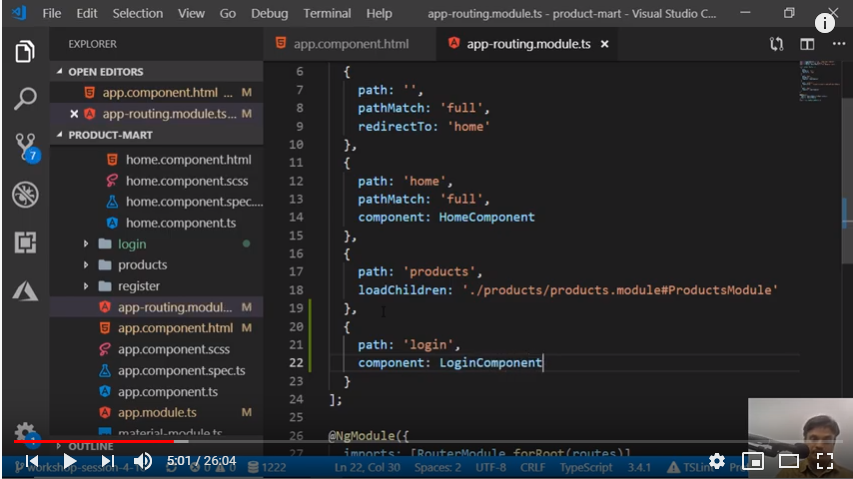 File Edit Selection View Go Debug Terminal Help app-routing.module.ts - product-mart - Visual Studio C...
EXPLORER
OPEN EDITORS
app.component.html ... M
app-routing.module.ts... M
PRODUCT-MART
home.component.html
home.component.scss
home.component.spec....
home.component.ts
login
products
register
app-routing.modul... M
app.component.html M
app.component.scss
app.component.spec.ts
app.component.ts
app.module.ts M
material-module.ts
OUTLINE
7
1
app.component.html app-routing.module.ts
6 {
7 path: '',
8 pathMatch: 'full',
9 redirectTo: 'home'
10 },
11 {
12 path: 'home',
13 pathMatch: 'full',
14 component: HomeComponent
15 },
16 {
17 path: 'products',
18 loadChildren: './products/products.module#ProductsModule'
19 },
20 {
21 path: 'login',
22 component: LoginComponent
23 }
24 ];
25
26 @NgModule({
27 imports: [RouterModule.forRoot(routes)]
workshop-session-4-1 0 0 1222 Ln 22, Col 30 Spaces: 2 UTF-8 CRLF TypeScript 3.4.1 TSLint
5:01 / 26:04